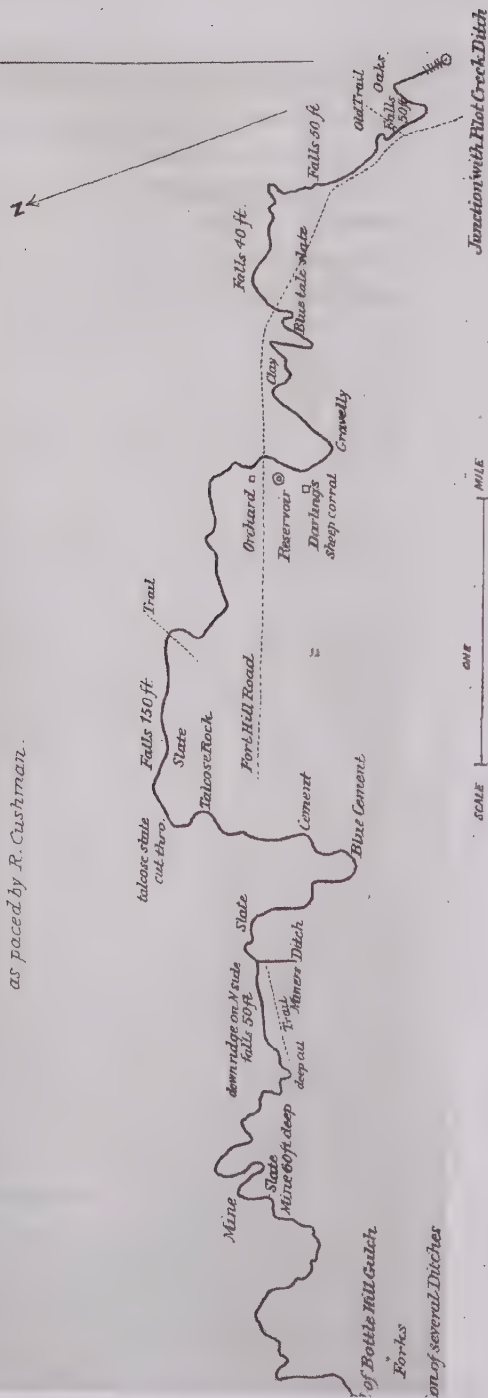 as paced by R. Cushman.
N
of Bottle Hill Gulch
Forks
on of several Ditches
Mine
Slate
Mine 60 ft deep
down ridge on N side
falls 50 ft
deep cut
Trail
Miners
Ditch
Slate
Blue Cement
Cement
Talcose Rock
talcose slate
cut thro.
Falls 150 ft.
Slate
Trail
Fort Hill Road
Orchard
Reservoir
Darling's
sheep corral
Gravelly
Clay
Blue talc slate
Falls 40 ft.
Falls 50 ft
Old Trail
Oaks
Falls
50 ft
Junction with Pilot Creek Ditch
SCALE
ONE
MILE